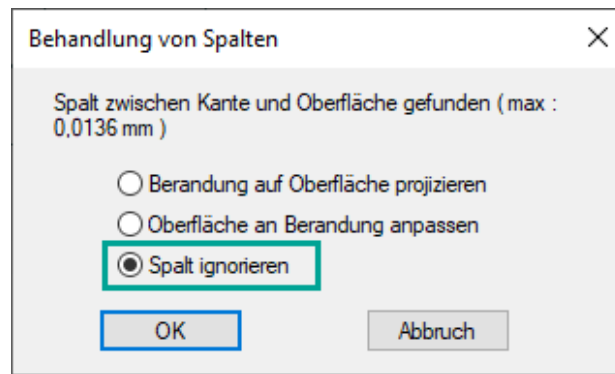 Behandlung von Spalten
Spalt zwischen Kante und Oberfläche gefunden ( max :
0,0136 mm )
Berandung auf Oberfläche projizieren
Oberfläche an Berandung anpassen
Spalt ignorieren
OK
Abbruch